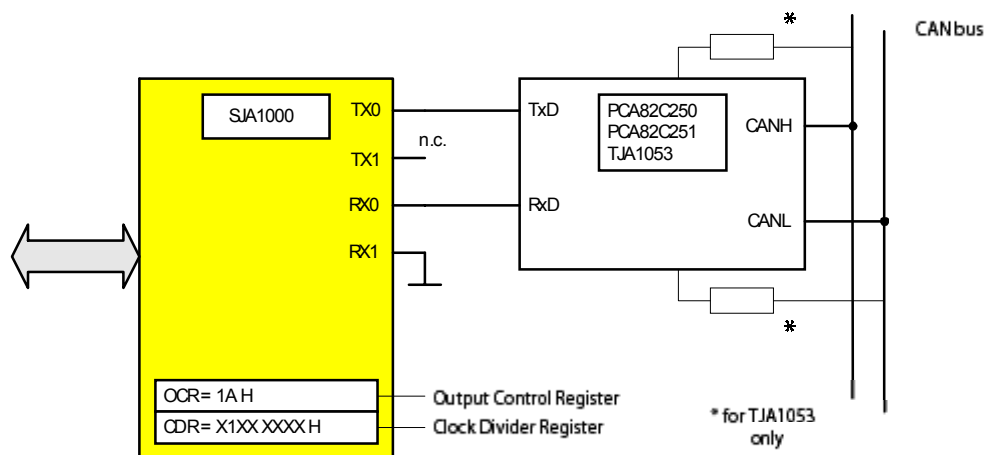 *
CANbus
SJA1000
TX0
TxD
PCA82C250
PCA82C251
TJA1053
CANH
n.c.
TX1
RX0
RxD
CANL
RX1
*
OCR= 1A H
Output Control Register
CDR= X1XX XXXX H
Clock Divider Register
* for TJA1053
only